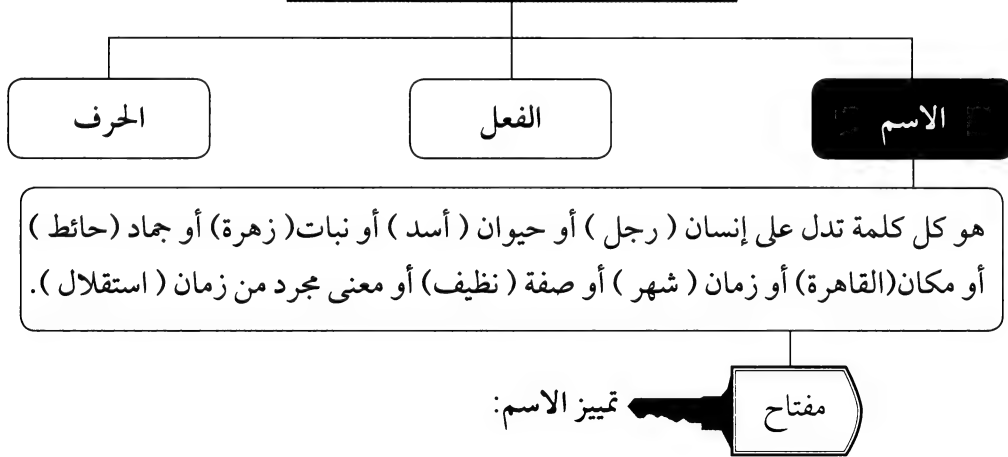 الاسم
الفعل
الحرف
هو كل كلمة تدل على إنسان ( رجل ) أو حيوان ( أسد ) أو نبات( زهرة) أو جماد (حائط )
أو مكان(القاهرة) أو زمان ( شهر ) أو صفة ( نظيف) أو معنى مجرد من زمان ( استقلال ).
مفتاح
تمييز الاسم: